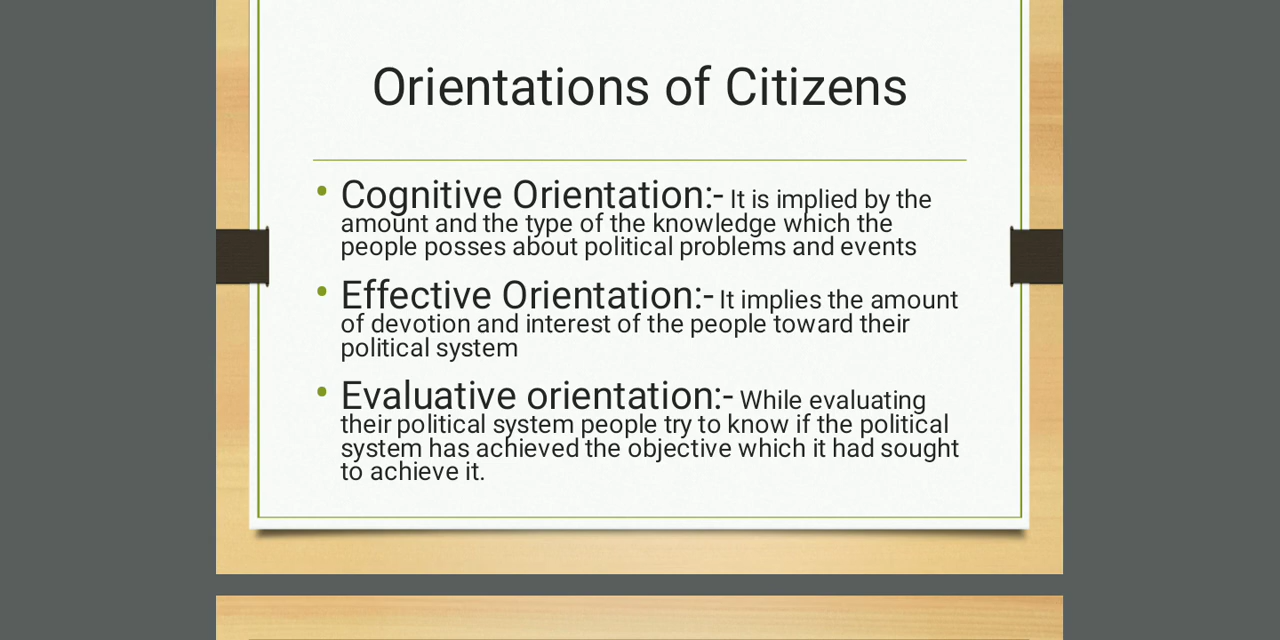 Orientations of Citizens
• Cognitive Orientation:- It is implied by the
amount and the type of the knowledge which the
people posses about political problems and events
• Effective Orientation:- It implies the amount
of devotion and interest of the people toward their
political system
• Evaluative orientation:- While evaluating
their political system people try to know if the political
system has achieved the objective which it had sought
to achieve it.